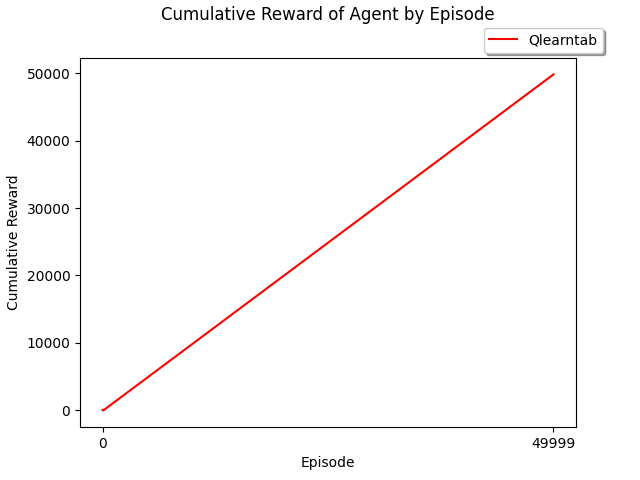 Cumulative Reward of Agent by Episode
Qlearntab
50000
40000
30000
20000
10000
0
Cumulative Reward
0 49999
Episode